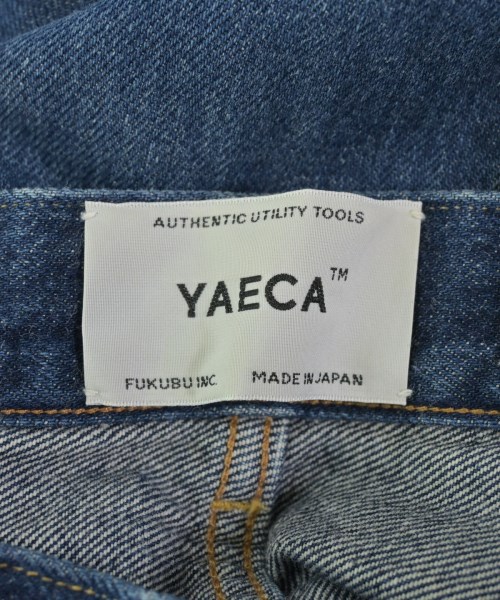 AUTHENTIC UTILITY TOOLS
YAECA™
FUKUBU INC. MADE IN JAPAN